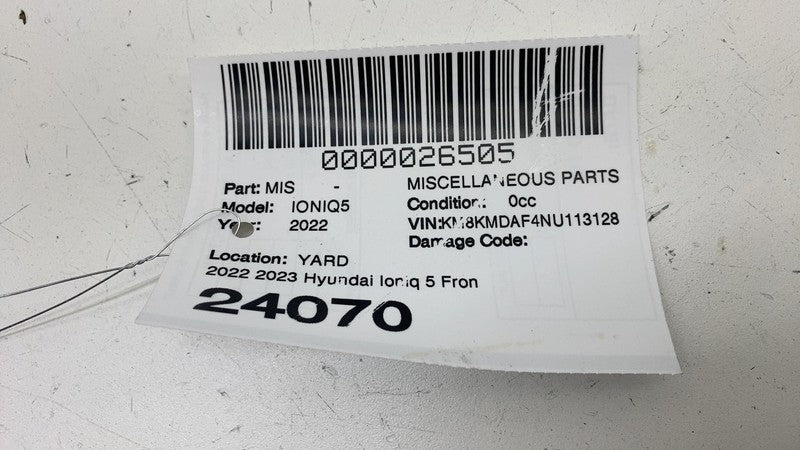 0000026505
Part: MIS - MISCELLANEOUS PARTS
Model: IONIQ5 Condition: 0cc
Year: 2022 VIN:KM8KMDAF4NU113128
Damage Code:
Location: YARD
2022 2023 Hyundai Ioniq 5 Fron
24070